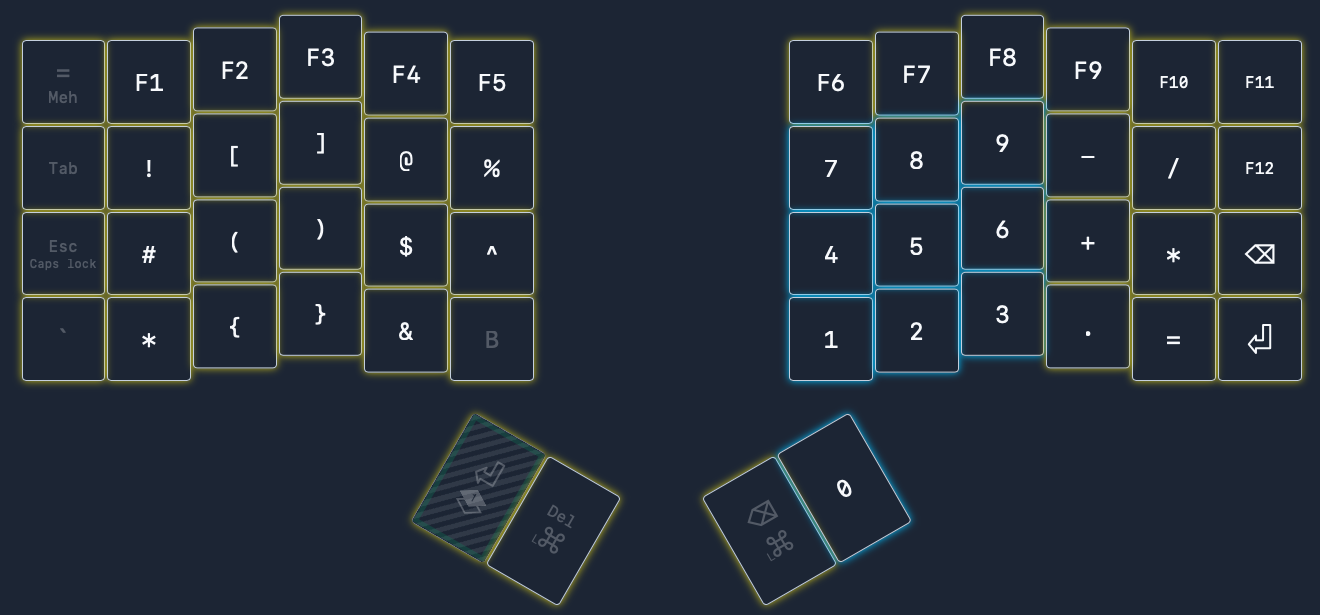 = F1 F2 F3 F4 F5 F6 F7 F8 F9 F10 F11
Meh
Tab ! [ ] @ % 7 8 9 - / F12
Esc # ( ) $ ^ 4 5 6 + * ⌫
Caps lock
` * { } & B 1 2 3 . = ⏎
Del 0
L⌘ L⌘